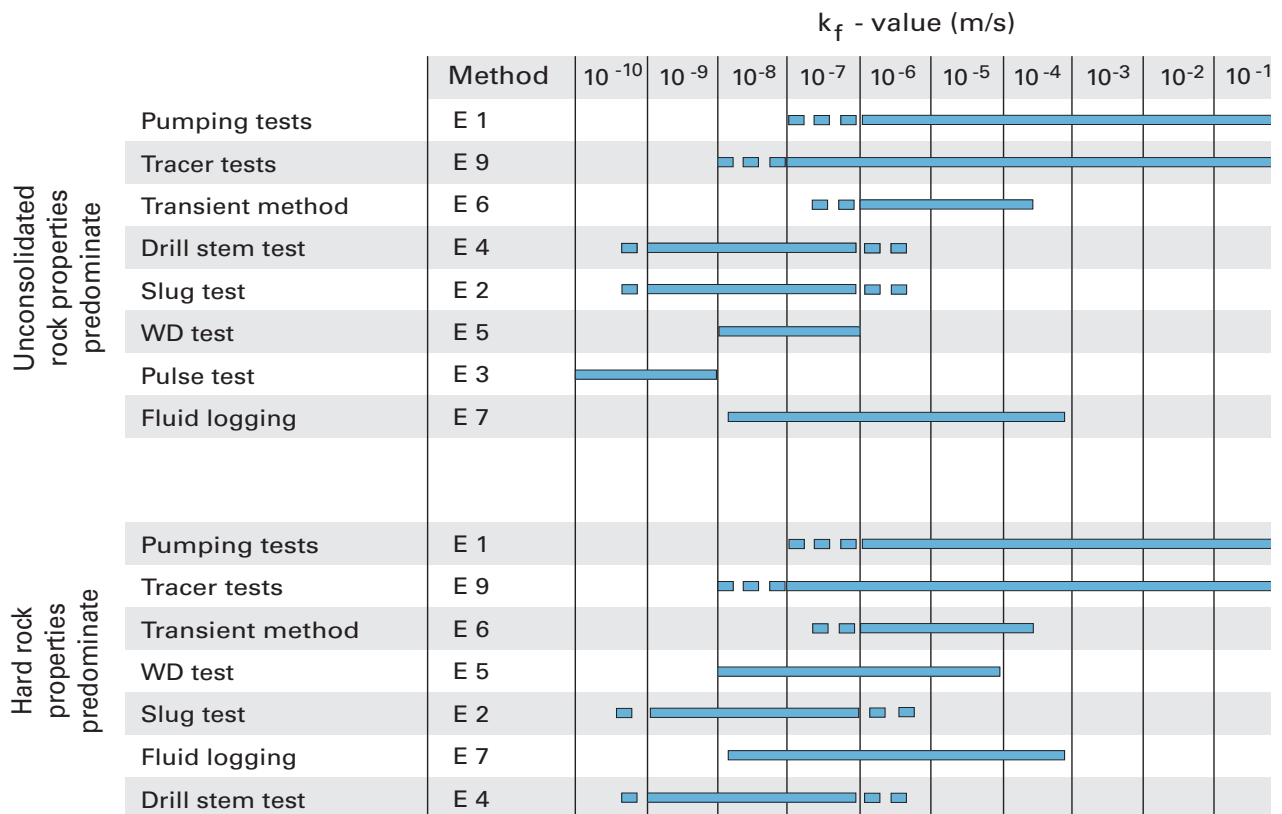 k_f - value (m/s)
Method 10^-10 10^-9 10^-8 10^-7 10^-6 10^-5 10^-4 10^-3 10^-2 10^-1
Unconsolidated
rock properties
predominate
Pumping tests E 1
Tracer tests E 9
Transient method E 6
Drill stem test E 4
Slug test E 2
WD test E 5
Pulse test E 3
Fluid logging E 7
Hard rock
properties
predominate
Pumping tests E 1
Tracer tests E 9
Transient method E 6
WD test E 5
Slug test E 2
Fluid logging E 7
Drill stem test E 4